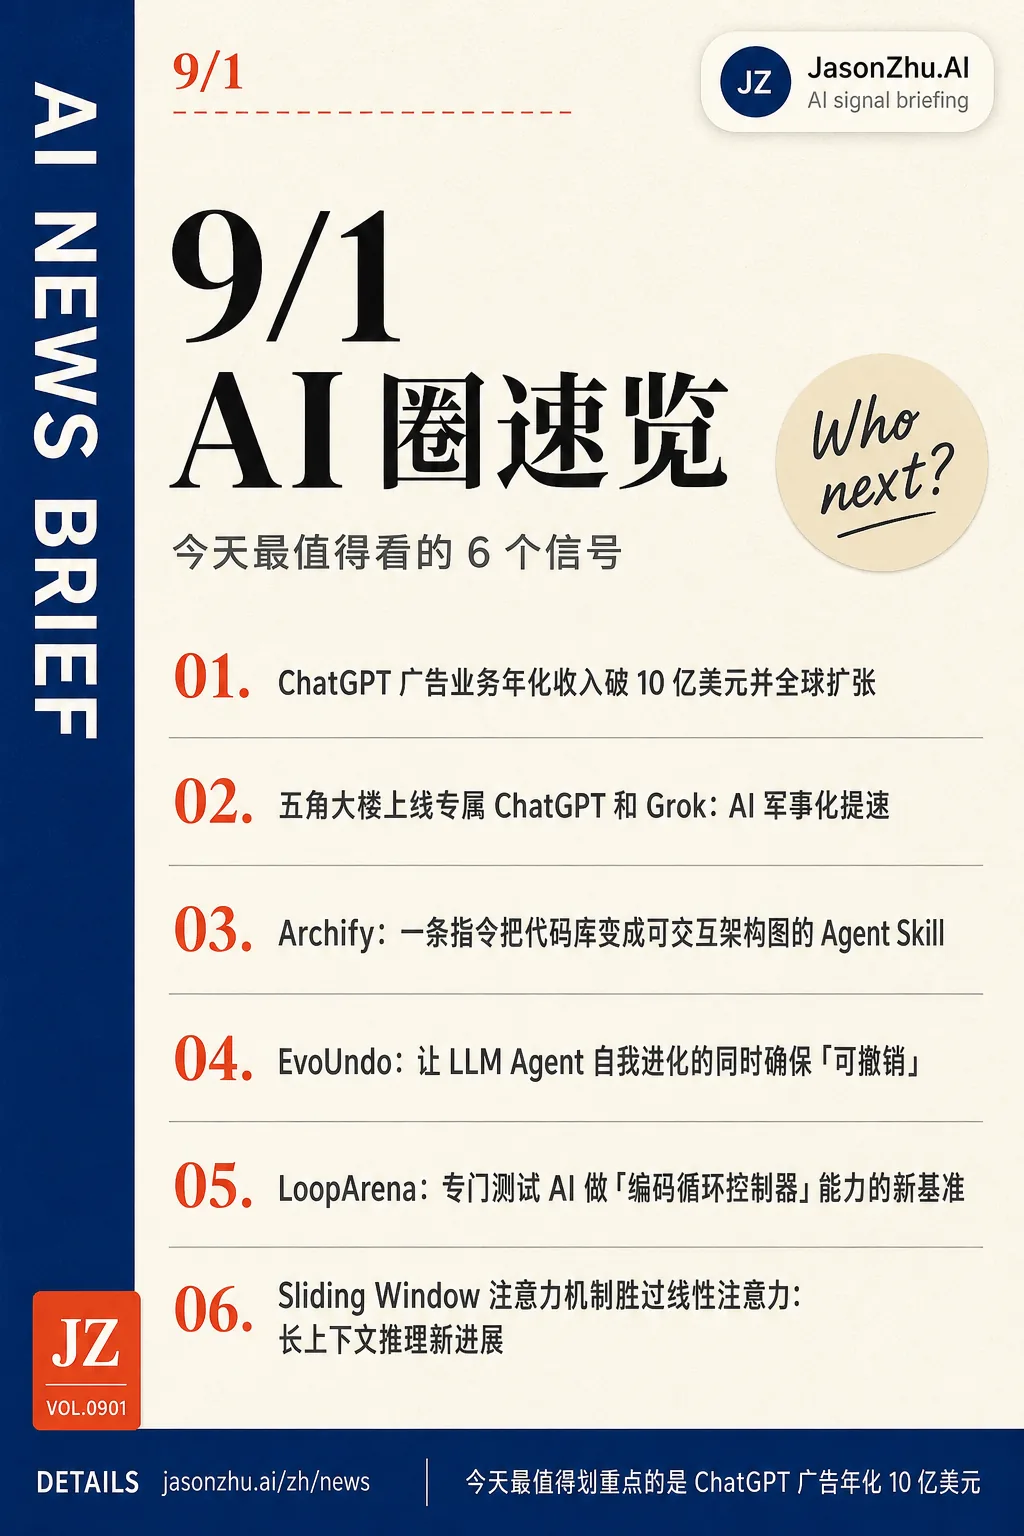 AI NEWS BRIEF
9/1
JZ
JasonZhu.AI
AI signal briefing
9/1
AI 圈速览
Who
next?
今天最值得看的 6 个信号
01. ChatGPT 广告业务年化收入破 10 亿美元并全球扩张
02. 五角大楼上线专属 ChatGPT 和 Grok：AI 军事化提速
03. Archify：一条指令把代码库变成可交互架构图的 Agent Skill
04. EvoUndo：让 LLM Agent 自我进化的同时确保「可撤销」
05. LoopArena：专门测试 AI 做「编码循环控制器」能力的新基准
06. Sliding Window 注意力机制胜过线性注意力：
长上下文推理新进展
JZ
VOL.0901
DETAILS jasonzhu.ai/zh/news
今天最值得划重点的是 ChatGPT 广告年化 10 亿美元